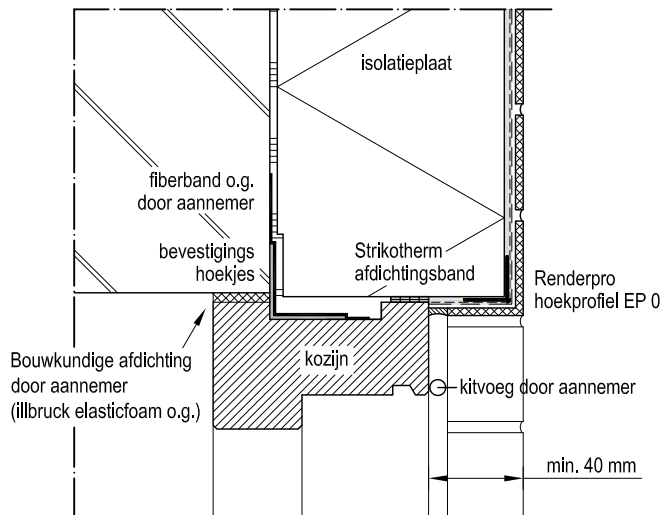 isolatieplaat
fiberband o.g.
door aannemer
bevestigings
hoekjes
Strikotherm
afdichtingsband
Renderpro
hoekprofiel EP 0
Bouwkundige afdichting
door aannemer
(illbruck elasticfoam o.g.)
kozijn
kitvoeg door aannemer
min. 40 mm